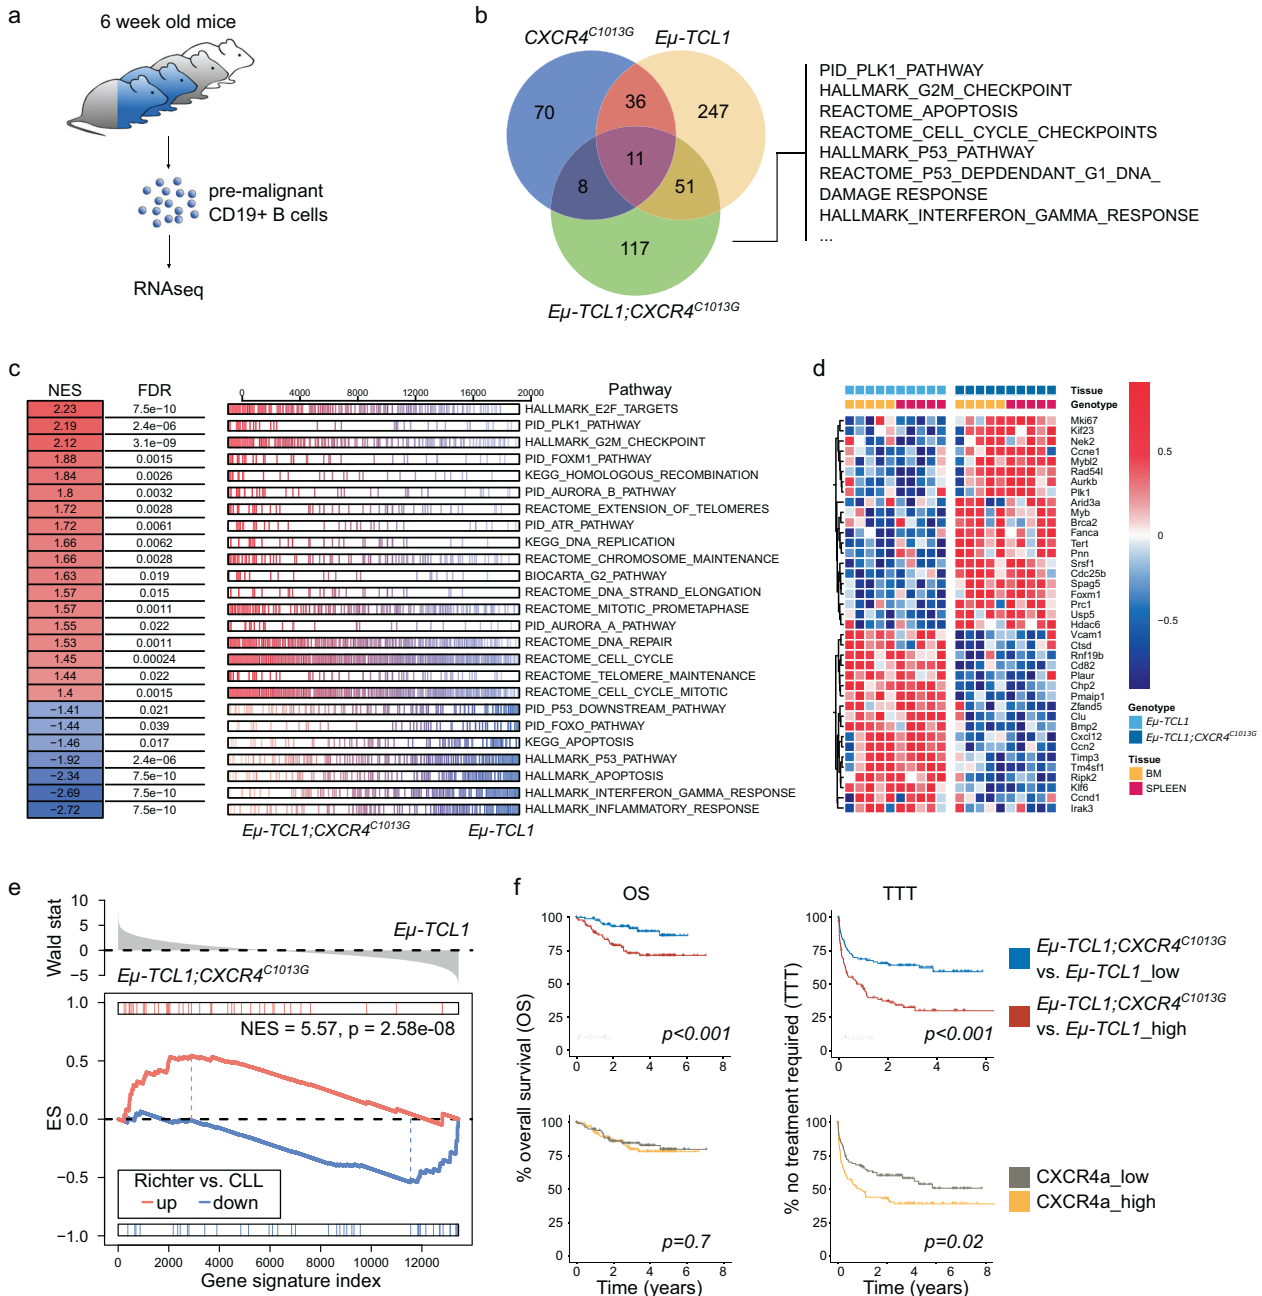 a
6 week old mice
pre-malignant
CD19+ B cells
RNAseq
b
CXCR4^C1013G
Eµ-TCL1
70
36
247
11
8
51
117
Eµ-TCL1;CXCR4^C1013G
PID_PLK1_PATHWAY
HALLMARK_G2M_CHECKPOINT
REACTOME_APOPTOSIS
REACTOME_CELL_CYCLE_CHECKPOINTS
HALLMARK_P53_PATHWAY
REACTOME_P53_DEPDENDANT_G1_DNA_
DAMAGE RESPONSE
HALLMARK_INTERFERON_GAMMA_RESPONSE
...
c
NES FDR Pathway
0 4000 8000 12000 16000 20000
2.23 7.5e-10 HALLMARK_E2F_TARGETS
2.19 2.4e-06 PID_PLK1_PATHWAY
2.12 3.1e-09 HALLMARK_G2M_CHECKPOINT
1.88 0.0015 PID_FOXM1_PATHWAY
1.84 0.0026 KEGG_HOMOLOGOUS_RECOMBINATION
1.8 0.0032 PID_AURORA_B_PATHWAY
1.72 0.0028 REACTOME_EXTENSION_OF_TELOMERES
1.72 0.0061 PID_ATR_PATHWAY
1.66 0.0062 KEGG_DNA_REPLICATION
1.66 0.0028 REACTOME_CHROMOSOME_MAINTENANCE
1.63 0.019 BIOCARTA_G2_PATHWAY
1.57 0.015 REACTOME_DNA_STRAND_ELONGATION
1.57 0.0011 REACTOME_MITOTIC_PROMETAPHASE
1.55 0.022 PID_AURORA_A_PATHWAY
1.53 0.0011 REACTOME_DNA_REPAIR
1.45 0.00024 REACTOME_CELL_CYCLE
1.44 0.022 REACTOME_TELOMERE_MAINTENANCE
1.4 0.0015 REACTOME_CELL_CYCLE_MITOTIC
−1.41 0.021 PID_P53_DOWNSTREAM_PATHWAY
−1.44 0.039 PID_FOXO_PATHWAY
−1.46 0.017 KEGG_APOPTOSIS
−1.92 2.4e-06 HALLMARK_P53_PATHWAY
−2.34 7.5e-10 HALLMARK_APOPTOSIS
−2.69 7.5e-10 HALLMARK_INTERFERON_GAMMA_RESPONSE
−2.72 7.5e-10 HALLMARK_INFLAMMATORY_RESPONSE
Eµ-TCL1;CXCR4^C1013G Eµ-TCL1
d
Tissue
Genotype
Mki67
Kif23
Nek2
Ccne1
Mybl2
Rad54l
Aurkb
Plk1
Arid3a
Myb
Brca2
Fanca
Tert
Pnn
Srsf1
Cdc25b
Spag5
Foxm1
Prc1
Usp5
Hdac6
Vcam1
Ctsd
Rnf19b
Cd82
Plaur
Chp2
Pmaip1
Zfand5
Clu
Bmp2
Cxcl12
Ccn2
Timp3
Tm4sf1
Ripk2
Klf6
Ccnd1
Irak3
0.5
0
−0.5
Genotype
Eµ-TCL1
Eµ-TCL1;CXCR4^C1013G
Tissue
BM
SPLEEN
e
Wald stat
10
5
0
−5
Eµ-TCL1
Eµ-TCL1;CXCR4^C1013G
NES = 5.57, p = 2.58e-08
ES
1.0
0.5
0.0
−0.5
−1.0
Richter vs. CLL
up down
0 2000 4000 6000 8000 10000 12000
Gene signature index
f
OS
% overall survival (OS)
100
75
50
25
0
p<0.001
0 2 4 6 8
100
75
50
25
0
p=0.7
0 2 4 6 8
Time (years)
TTT
% no treatment required (TTT)
100
75
50
25
0
p<0.001
0 2 4 6
100
75
50
25
0
p=0.02
0 2 4 6 8
Time (years)
Eµ-TCL1;CXCR4^C1013G
vs. Eµ-TCL1_low
Eµ-TCL1;CXCR4^C1013G
vs. Eµ-TCL1_high
CXCR4a_low
CXCR4a_high